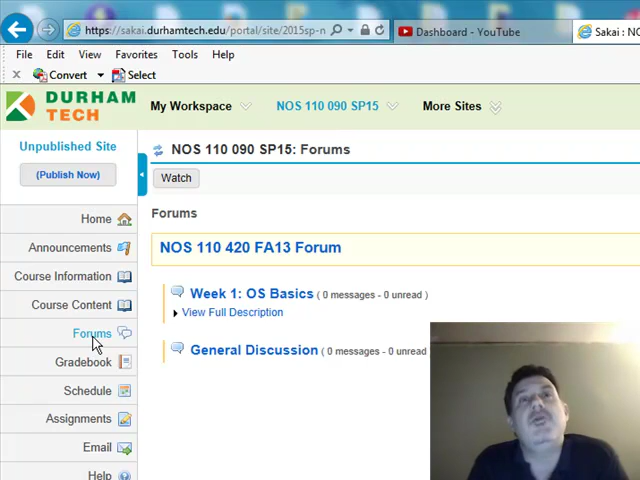 https://sakai.durhamtech.edu/portal/site/2015sp-n
Dashboard - YouTube
Sakai : NO
File Edit View Favorites Tools Help
Convert Select
DURHAM TECH
My Workspace NOS 110 090 SP15 More Sites
Unpublished Site
(Publish Now)
NOS 110 090 SP15: Forums
Watch
Home
Announcements
Course Information
Course Content
Forums
Gradebook
Schedule
Assignments
Email
Help
Forums
NOS 110 420 FA13 Forum
Week 1: OS Basics ( 0 messages - 0 unread )
View Full Description
General Discussion ( 0 messages - 0 unread